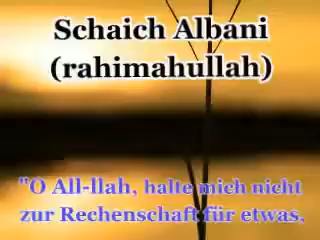 Schaich Albani
(rahimahullah)
"O All-llah, halte mich nicht
zur Rechenschaft für etwas,